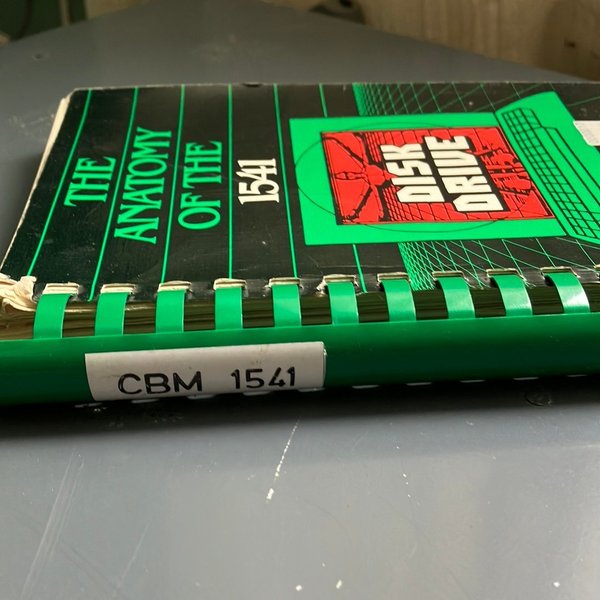 THE
ANATOMY
OF THE
1541
DISK
DRIVE
CBM 1541